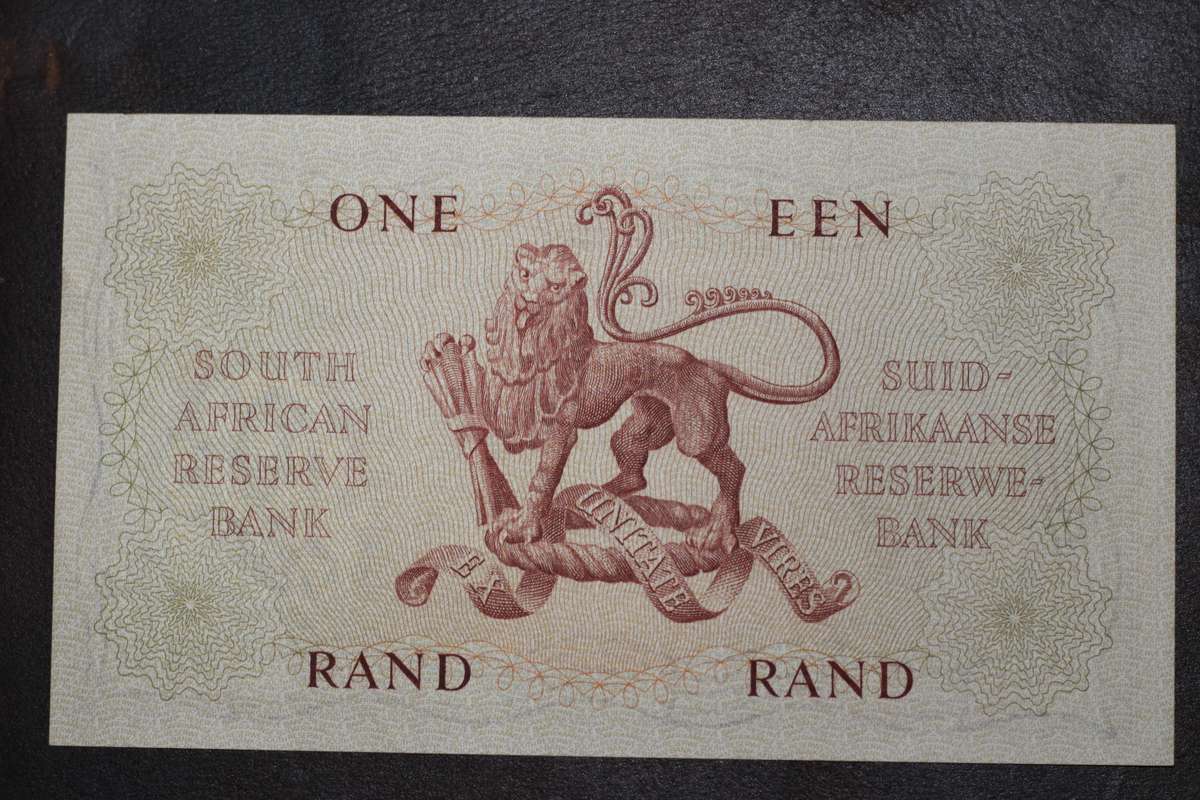 ONE EEN
SOUTH
AFRICAN
RESERVE
BANK
SUID-
AFRIKAANSE
RESERWE-
BANK
EX UNITATE VIRES
RAND RAND